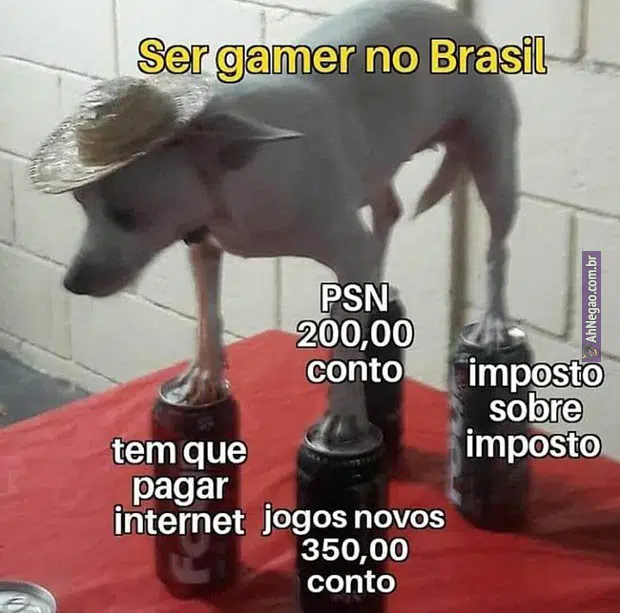 Ser gamer no Brasil
PSN
200,00
conto
imposto
sobre
imposto
tem que
pagar
internet
jogos novos
350,00
conto
AhNegao.com.br